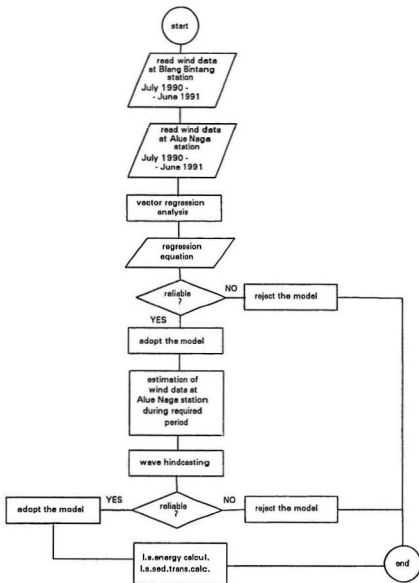 start
read wind data
at Blang Bintang
station
July 1990 -
- June 1991
read wind data
at Alue Naga
station
July 1990 -
- June 1991
vector regression
analysis
regression
equation
reliable
?
NO
reject the model
YES
adopt the model
estimation of
wind data at
Alue Naga station
during required
period
wave hindcasting
adopt the model
YES
reliable
?
NO
reject the model
l.s.energy calcul.
l.s.sed.trans.calc.
end